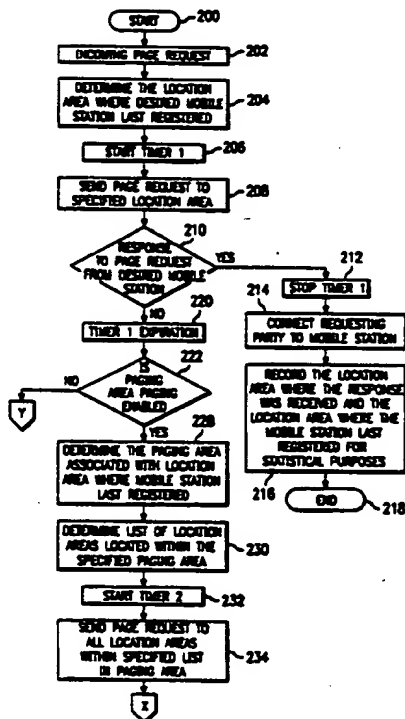 START
200
INCOMING PAGE REQUEST
202
DETERMINE THE LOCATION
AREA WHERE DESIRED MOBILE
STATION LAST REGISTERED
204
START TIMER 1
206
SEND PAGE REQUEST TO
SPECIFIED LOCATION AREA
208
210
RESPONSE
TO PAGE REQUEST
FROM DESIRED MOBILE
STATION
YES
212
STOP TIMER 1
214
CONNECT REQUESTING
PARTY TO MOBILE STATION
RECORD THE LOCATION
AREA WHERE THE RESPONSE
WAS RECEIVED AND THE
LOCATION AREA WHERE THE
MOBILE STATION LAST
REGISTERED FOR
STATISTICAL PURPOSES
216
END
218
NO
220
TIMER 1 EXPIRATION
222
IS
PAGING
AREA PAGING
ENABLED
NO
Y
YES
228
DETERMINE THE PAGING AREA
ASSOCIATED WITH LOCATION
AREA WHERE MOBILE STATION
LAST REGISTERED
DETERMINE LIST OF LOCATION
AREAS LOCATED WITHIN THE
SPECIFIED PAGING AREA
230
START TIMER 2
232
SEND PAGE REQUEST TO
ALL LOCATION AREAS
WITHIN SPECIFIED LIST
IN PAGING AREA
234
X